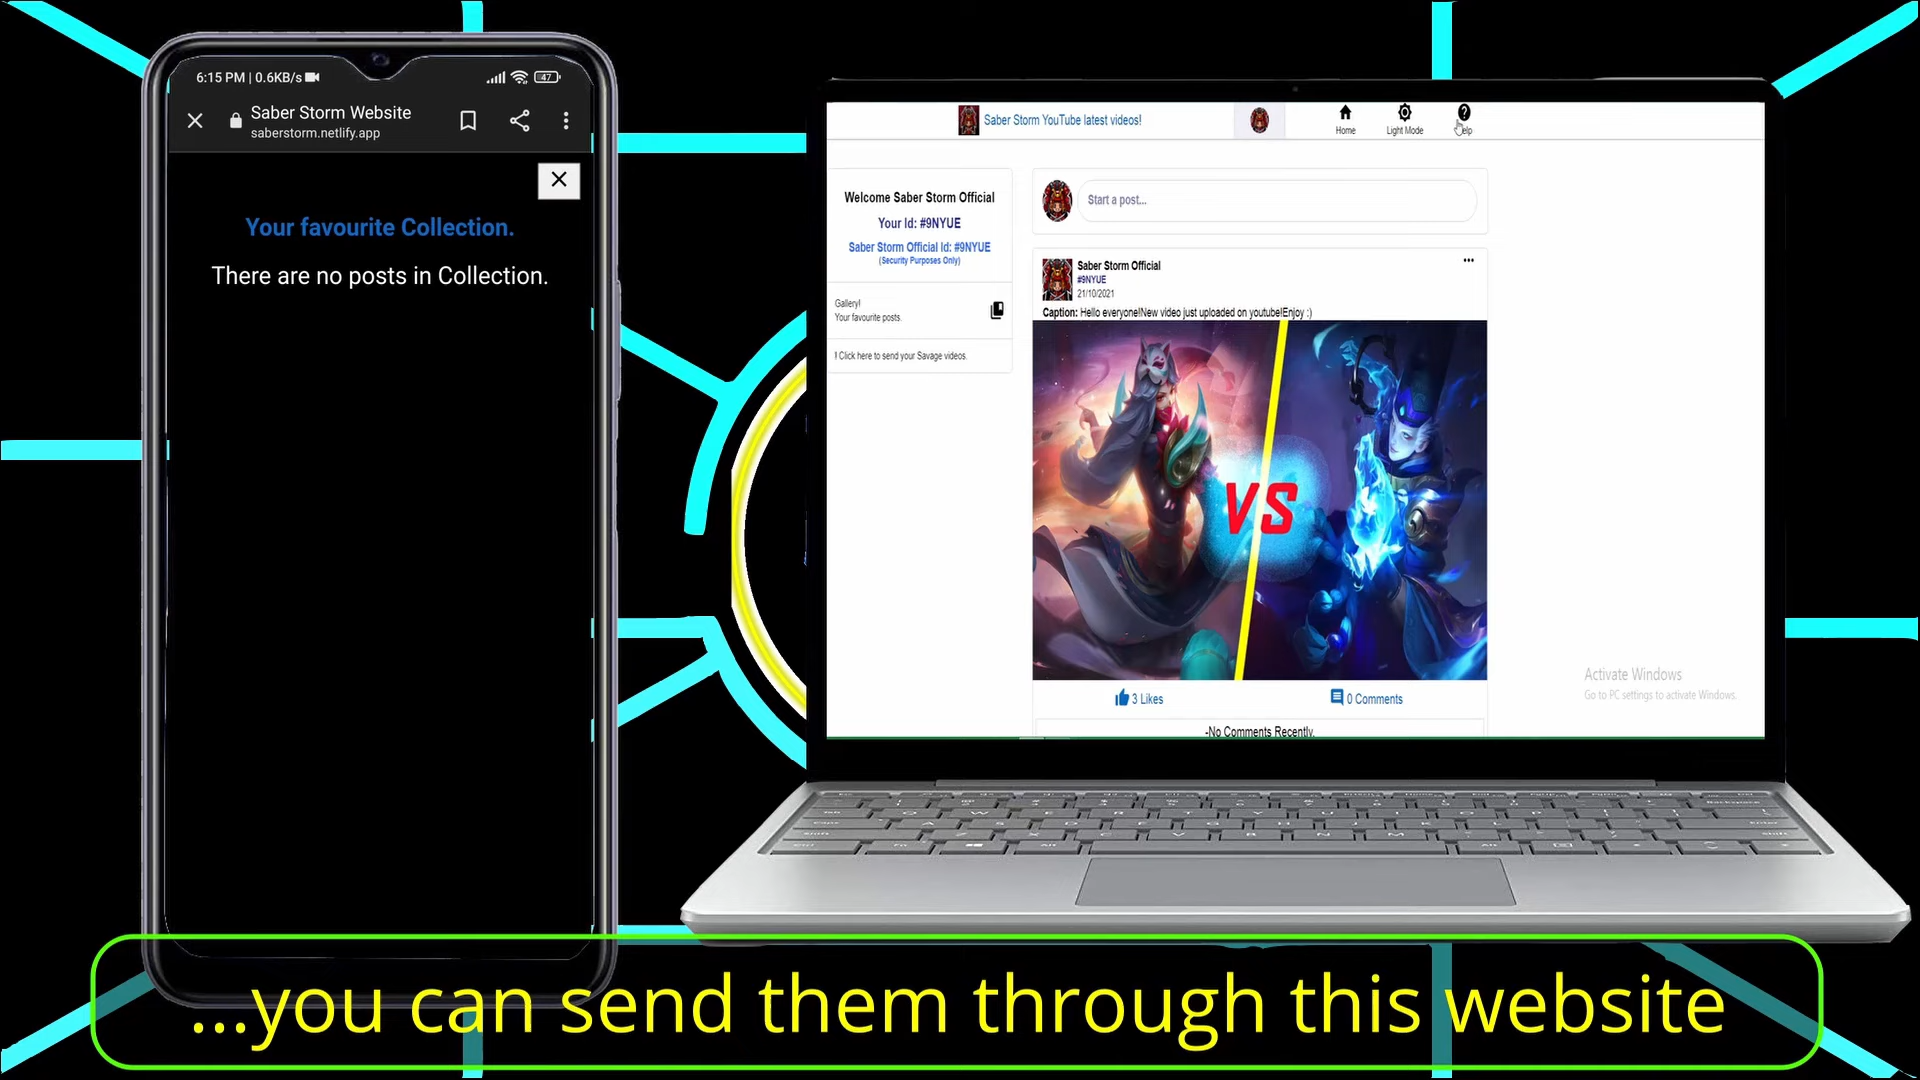 6:15 PM | 0.6KB/s
47
Saber Storm Website
saberstorm.netlify.app
Your favourite Collection.
There are no posts in Collection.
Saber Storm YouTube latest videos!
Home
Light Mode
Welcome Saber Storm Official
Your Id: #9NYUE
Saber Storm Official Id: #9NYUE
(Security Purposes Only)
Gallery!
Your favourite posts.
! Click here to send your Savage videos.
Start a post...
Saber Storm Official
#9NYUE
21/10/2021
Caption: Hello everyone!New video just uploaded on youtube!Enjoy :)
VS
3 Likes
0 Comments
-No Comments Recently.
Activate Windows
Go to PC settings to activate Windows.
...you can send them through this website